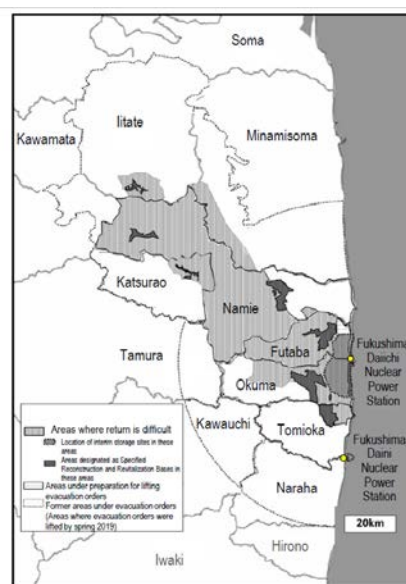 Soma
Iitate
Kawamata
Minamisoma
Katsurao
Namie
Tamura
Futaba
Fukushima
Daiichi
Nuclear
Power
Station
Okuma
Areas where return is difficult
Location of interim storage sites in these
areas
Areas designated as Specified
Reconstruction and Revitalization Bases in
these areas
Areas under preparation for lifting
evacuation orders
Former areas under evacuation orders
(Areas where evacuation orders were
lifted by spring 2019)
Kawauchi
Tomioka
Fukushima
Daini
Nuclear
Power
Station
Naraha
20km
Hirono
Iwaki